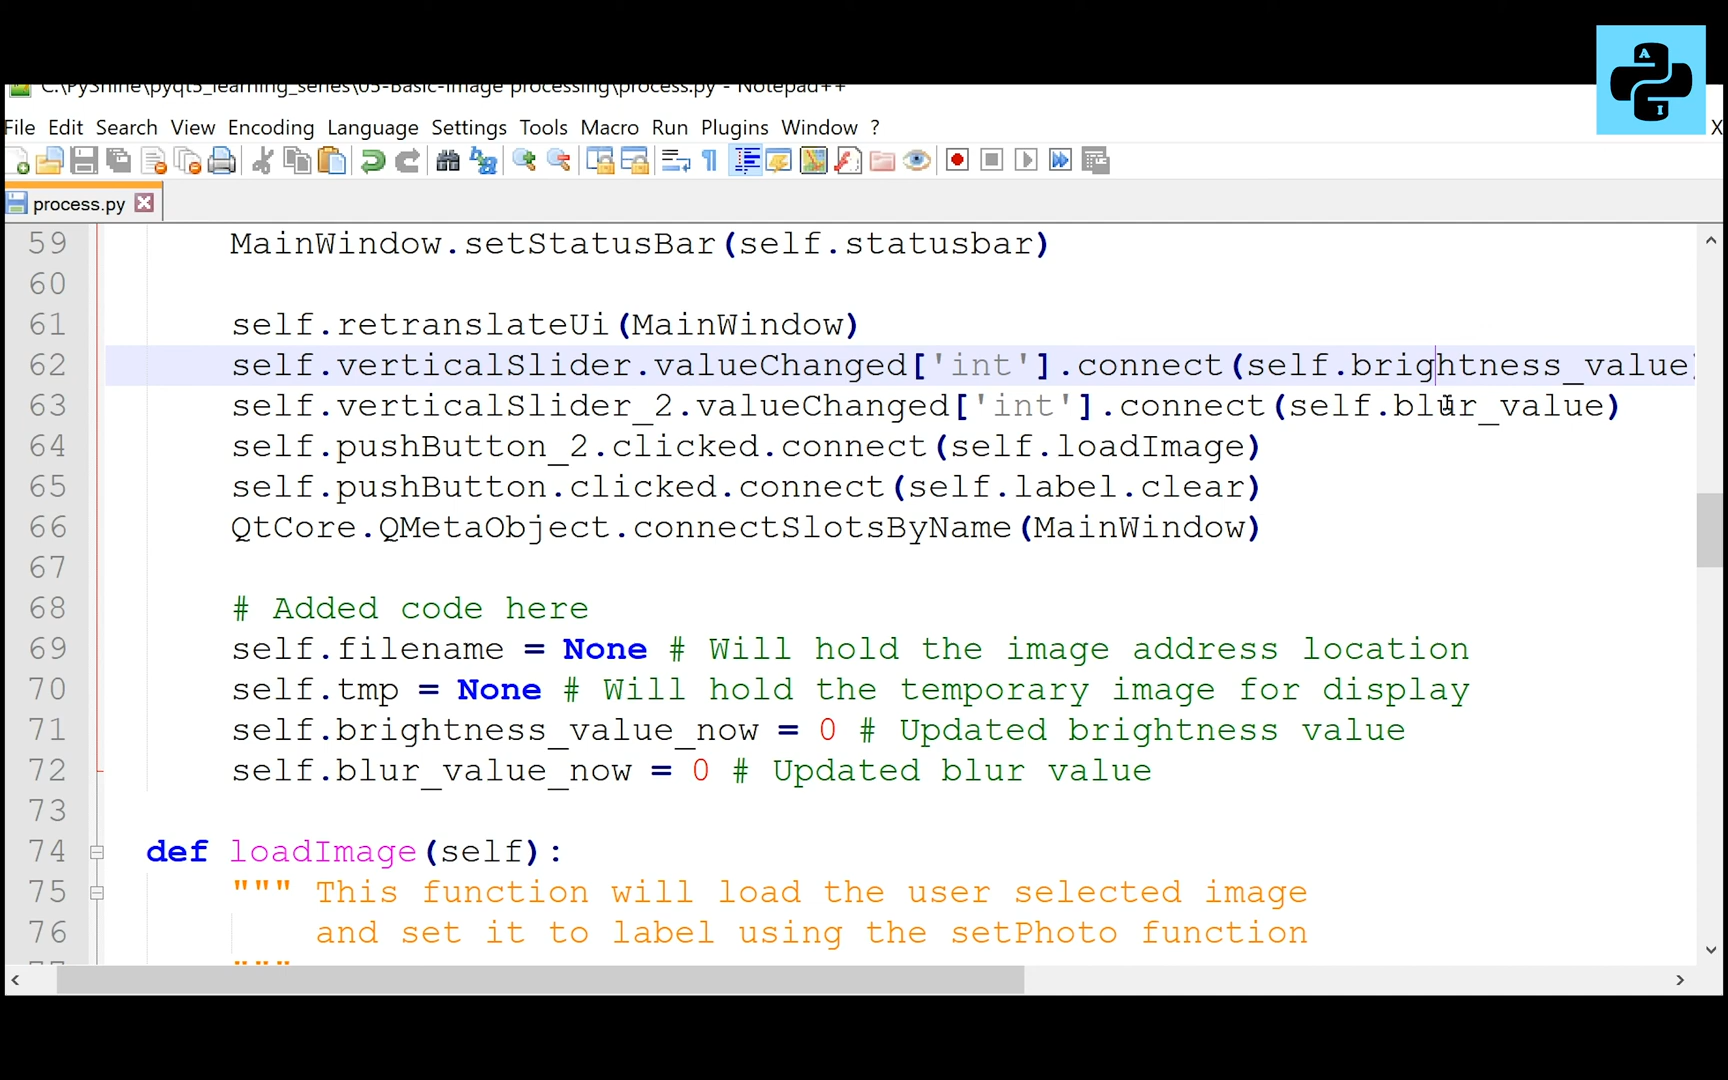 C:\PyShine\pyqt5_learning_series\05-Basic-Image processing\process.py - Notepad++
A
I
File Edit Search View Encoding Language Settings Tools Macro Run Plugins Window ?
X
process.py
59 MainWindow.setStatusBar(self.statusbar)
60
61 self.retranslateUi(MainWindow)
62 self.verticalSlider.valueChanged['int'].connect(self.brightness_value)
63 self.verticalSlider_2.valueChanged['int'].connect(self.blur_value)
64 self.pushButton_2.clicked.connect(self.loadImage)
65 self.pushButton.clicked.connect(self.label.clear)
66 QtCore.QMetaObject.connectSlotsByName(MainWindow)
67
68 # Added code here
69 self.filename = None # Will hold the image address location
70 self.tmp = None # Will hold the temporary image for display
71 self.brightness_value_now = 0 # Updated brightness value
72 self.blur_value_now = 0 # Updated blur value
73
74 def loadImage(self):
75 """ This function will load the user selected image
76 and set it to label using the setPhoto function
77 """